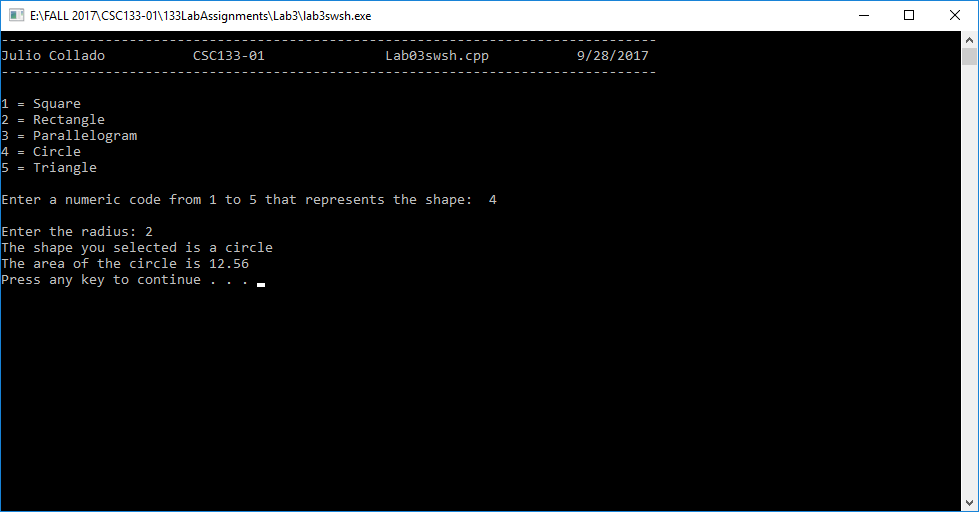 E:\FALL 2017\CSC133-01\133LabAssignments\Lab3\lab3swsh.exe
----------------------------------------------------------------------------------
Julio Collado           CSC133-01               Lab03swsh.cpp           9/28/2017
----------------------------------------------------------------------------------
1 = Square
2 = Rectangle
3 = Parallelogram
4 = Circle
5 = Triangle
Enter a numeric code from 1 to 5 that represents the shape:  4
Enter the radius: 2
The shape you selected is a circle
The area of the circle is 12.56
Press any key to continue . . .